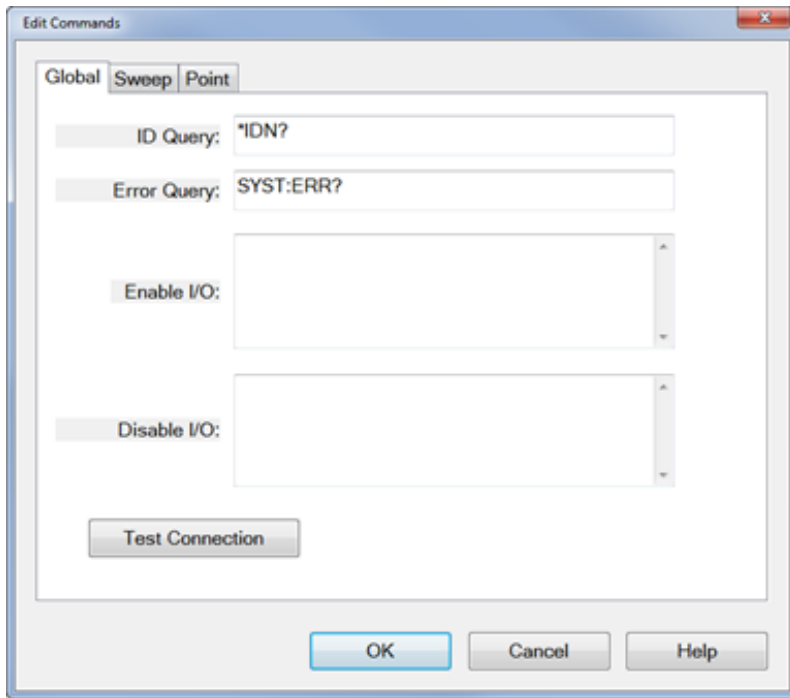 Edit Commands
Global Sweep Point
ID Query: *IDN?
Error Query: SYST:ERR?
Enable I/O:
Disable I/O:
Test Connection
OK Cancel Help